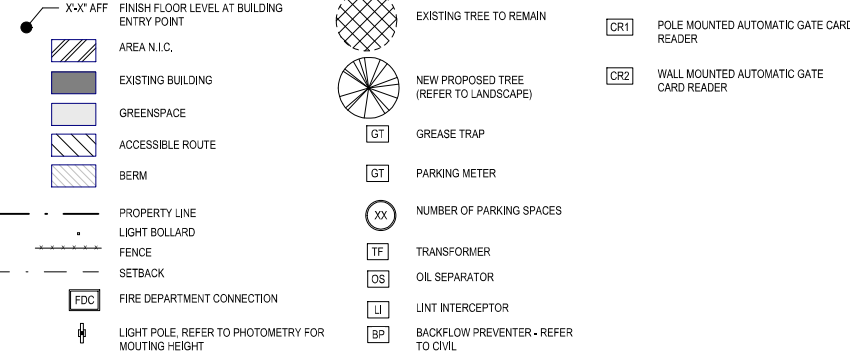 X'-X" AFF FINISH FLOOR LEVEL AT BUILDING
ENTRY POINT
AREA N.I.C.
EXISTING BUILDING
GREENSPACE
ACCESSIBLE ROUTE
BERM
PROPERTY LINE
LIGHT BOLLARD
FENCE
SETBACK
FDC FIRE DEPARTMENT CONNECTION
LIGHT POLE, REFER TO PHOTOMETRY FOR
MOUTING HEIGHT
EXISTING TREE TO REMAIN
NEW PROPOSED TREE
(REFER TO LANDSCAPE)
GT GREASE TRAP
GT PARKING METER
XX NUMBER OF PARKING SPACES
TF TRANSFORMER
OS OIL SEPARATOR
LI LINT INTERCEPTOR
BP BACKFLOW PREVENTER - REFER
TO CIVIL
CR1 POLE MOUNTED AUTOMATIC GATE CARD
READER
CR2 WALL MOUNTED AUTOMATIC GATE
CARD READER